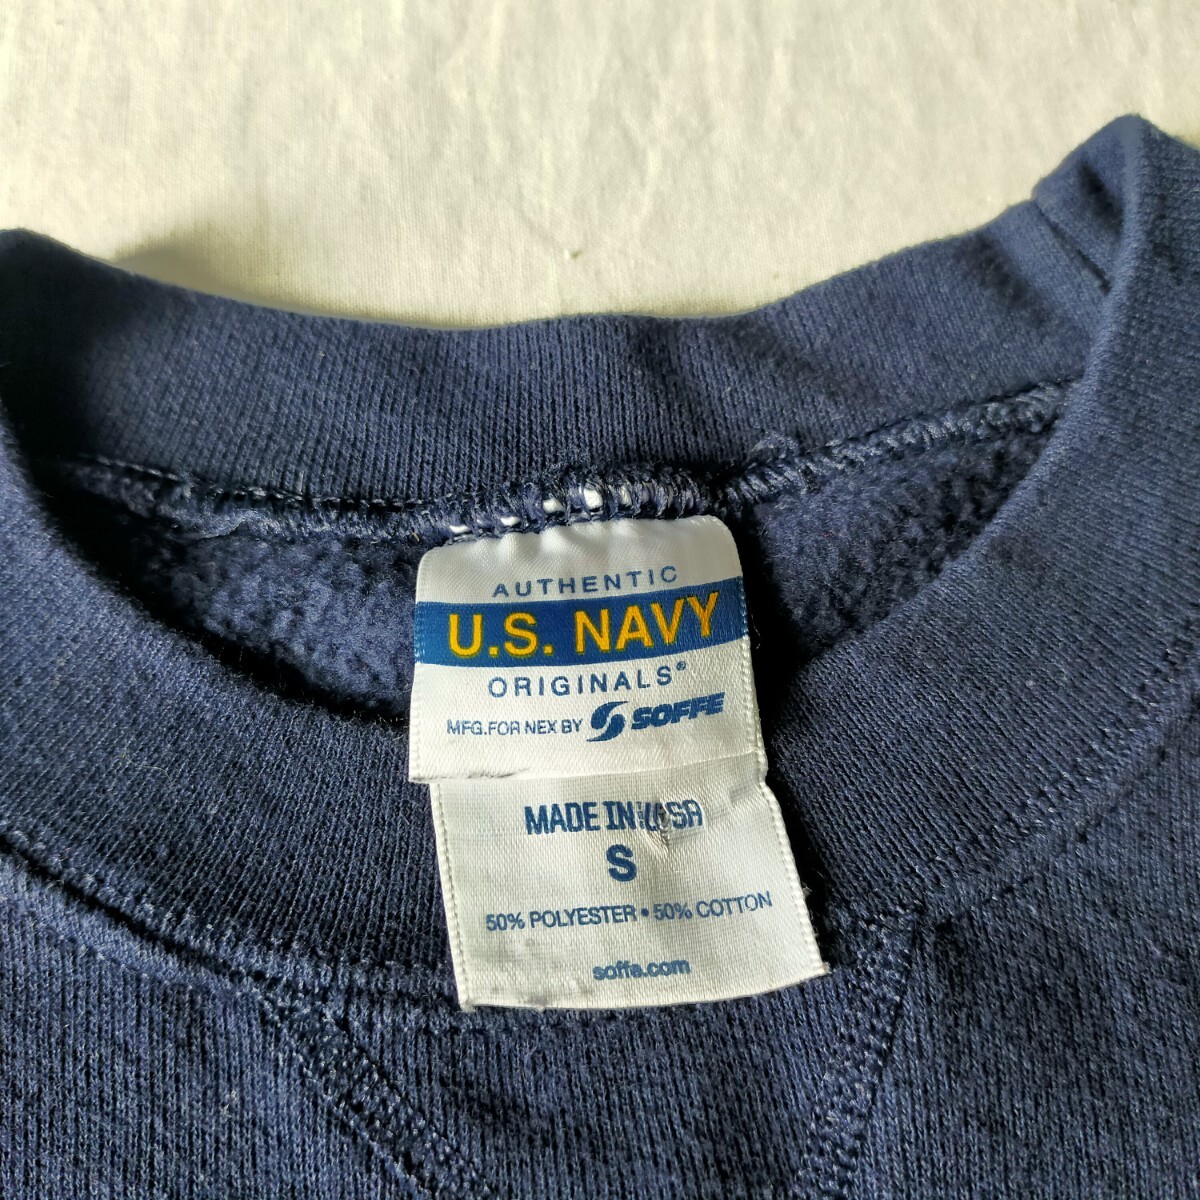 AUTHENTIC
U.S. NAVY
ORIGINALS®
MFG.FOR NEX BY SOFFE
MADE IN USA
S
50% POLYESTER • 50% COTTON
soffe.com